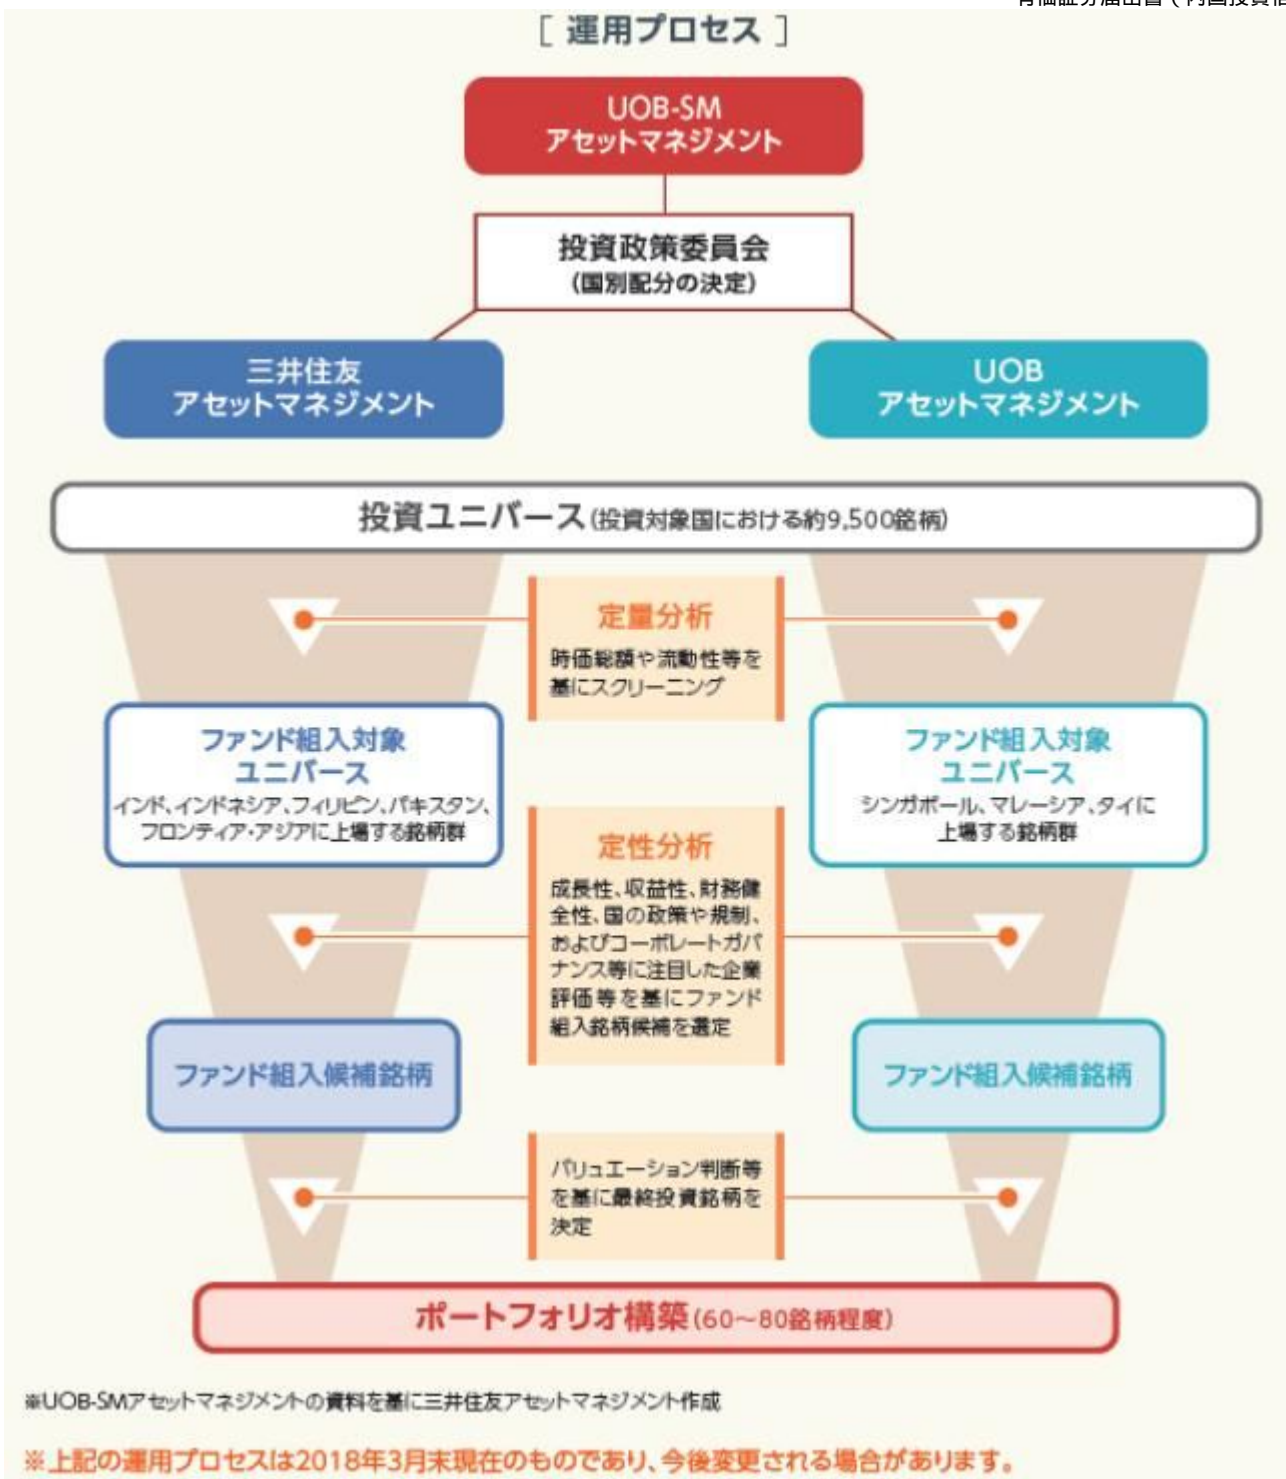 ［ 運用プロセス ］
UOB-SM
アセットマネジメント
投資政策委員会
(国別配分の決定)
三井住友
アセットマネジメント
UOB
アセットマネジメント
投資ユニバース(投資対象国における約9,500銘柄)
定量分析
時価総額や流動性等を
基にスクリーニング
ファンド組入対象
ユニバース
インド、インドネシア、フィリピン、パキスタン、
フロンティア・アジアに上場する銘柄群
ファンド組入対象
ユニバース
シンガポール、マレーシア、タイに
上場する銘柄群
定性分析
成長性、収益性、財務健
全性、国の政策や規制、
およびコーポレートガバ
ナンス等に注目した企業
評価等を基にファンド
組入銘柄候補を選定
ファンド組入候補銘柄
ファンド組入候補銘柄
バリュエーション判断等
を基に最終投資銘柄を
決定
ポートフォリオ構築(60～80銘柄程度)
※UOB-SMアセットマネジメントの資料を基に三井住友アセットマネジメント作成
※上記の運用プロセスは2018年3月末現在のものであり、今後変更される場合があります。